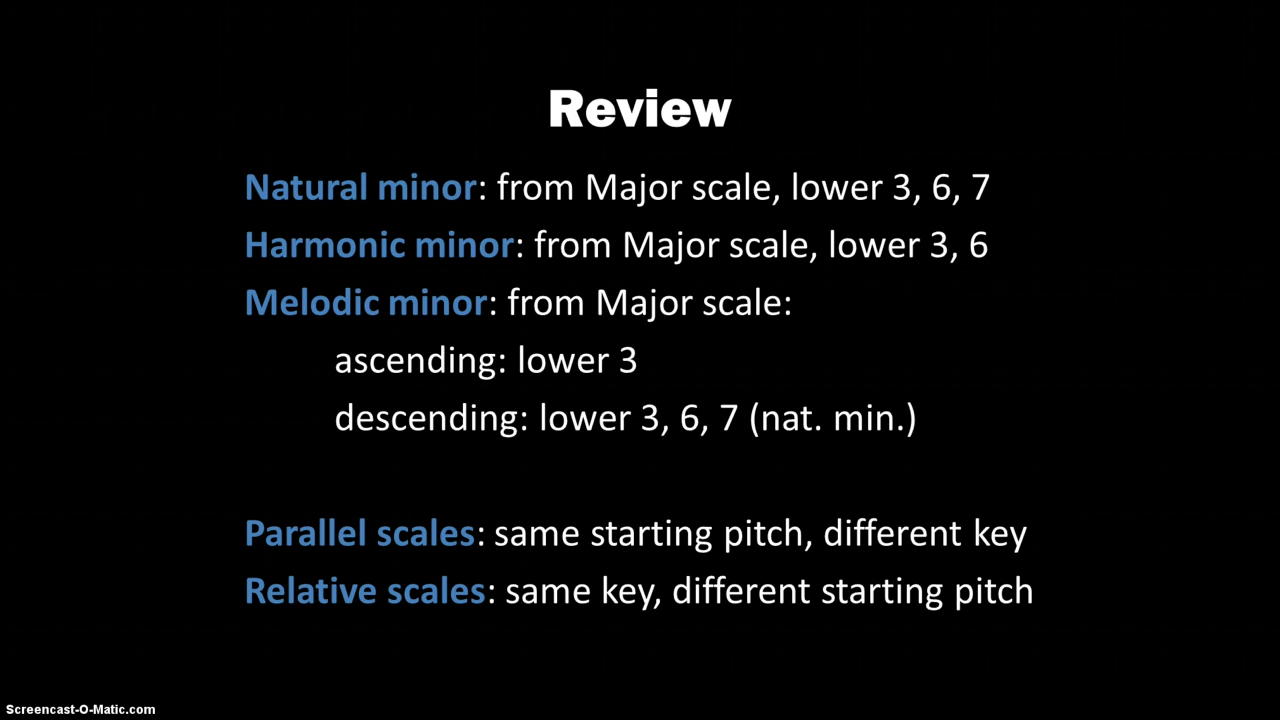 Review
Natural minor: from Major scale, lower 3, 6, 7
Harmonic minor: from Major scale, lower 3, 6
Melodic minor: from Major scale:
ascending: lower 3
descending: lower 3, 6, 7 (nat. min.)
Parallel scales: same starting pitch, different key
Relative scales: same key, different starting pitch
Screencast-O-Matic.com